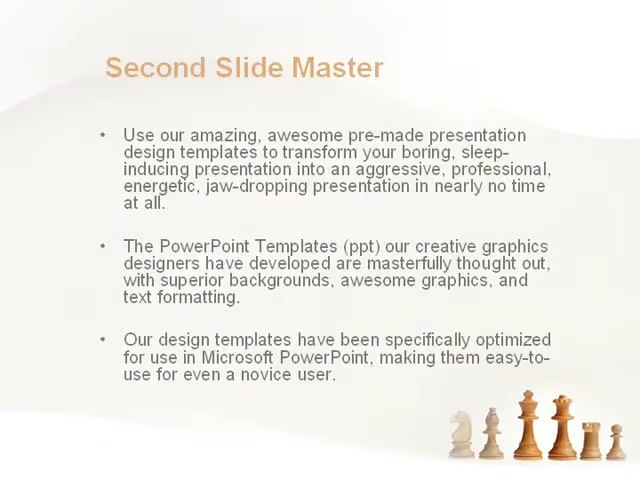 Second Slide Master
• Use our amazing, awesome pre-made presentation
design templates to transform your boring, sleep-
inducing presentation into an aggressive, professional,
energetic, jaw-dropping presentation in nearly no time
at all.
• The PowerPoint Templates (ppt) our creative graphics
designers have developed are masterfully thought out,
with superior backgrounds, awesome graphics, and
text formatting.
• Our design templates have been specifically optimized
for use in Microsoft PowerPoint, making them easy-to-
use for even a novice user.